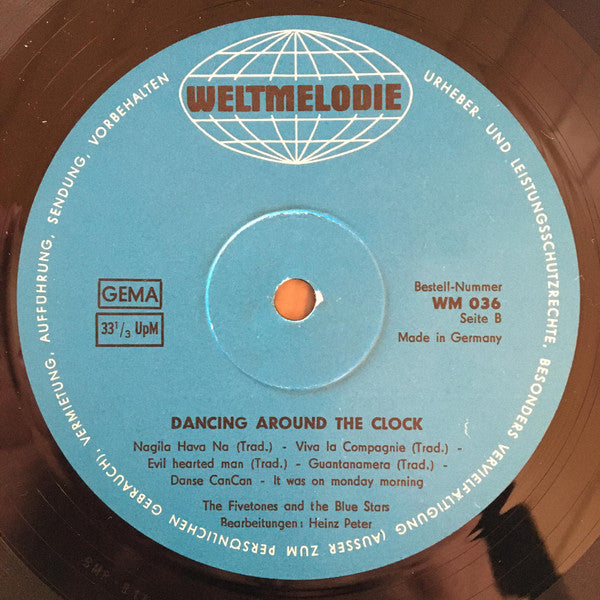 WELTMELODIE
URHEBER- UND LEISTUNGSSCHUTZRECHTE, BESONDERS VERVIELFÄLTIGUNG (AUSSER ZUM PERSÖNLICHEN GEBRAUCH), VERMIETUNG, AUFFÜHRUNG, SENDUNG, VORBEHALTEN
GEMA
33 1/3 UpM
Bestell-Nummer
WM 036
Seite B
Made in Germany
DANCING AROUND THE CLOCK
Nagila Hava Na (Trad.) - Viva la Compagnie (Trad.) -
Evil hearted man (Trad.) - Guantanamera (Trad.) -
Danse CanCan - It was on monday morning
The Fivetones and the Blue Stars
Bearbeitungen: Heinz Peter